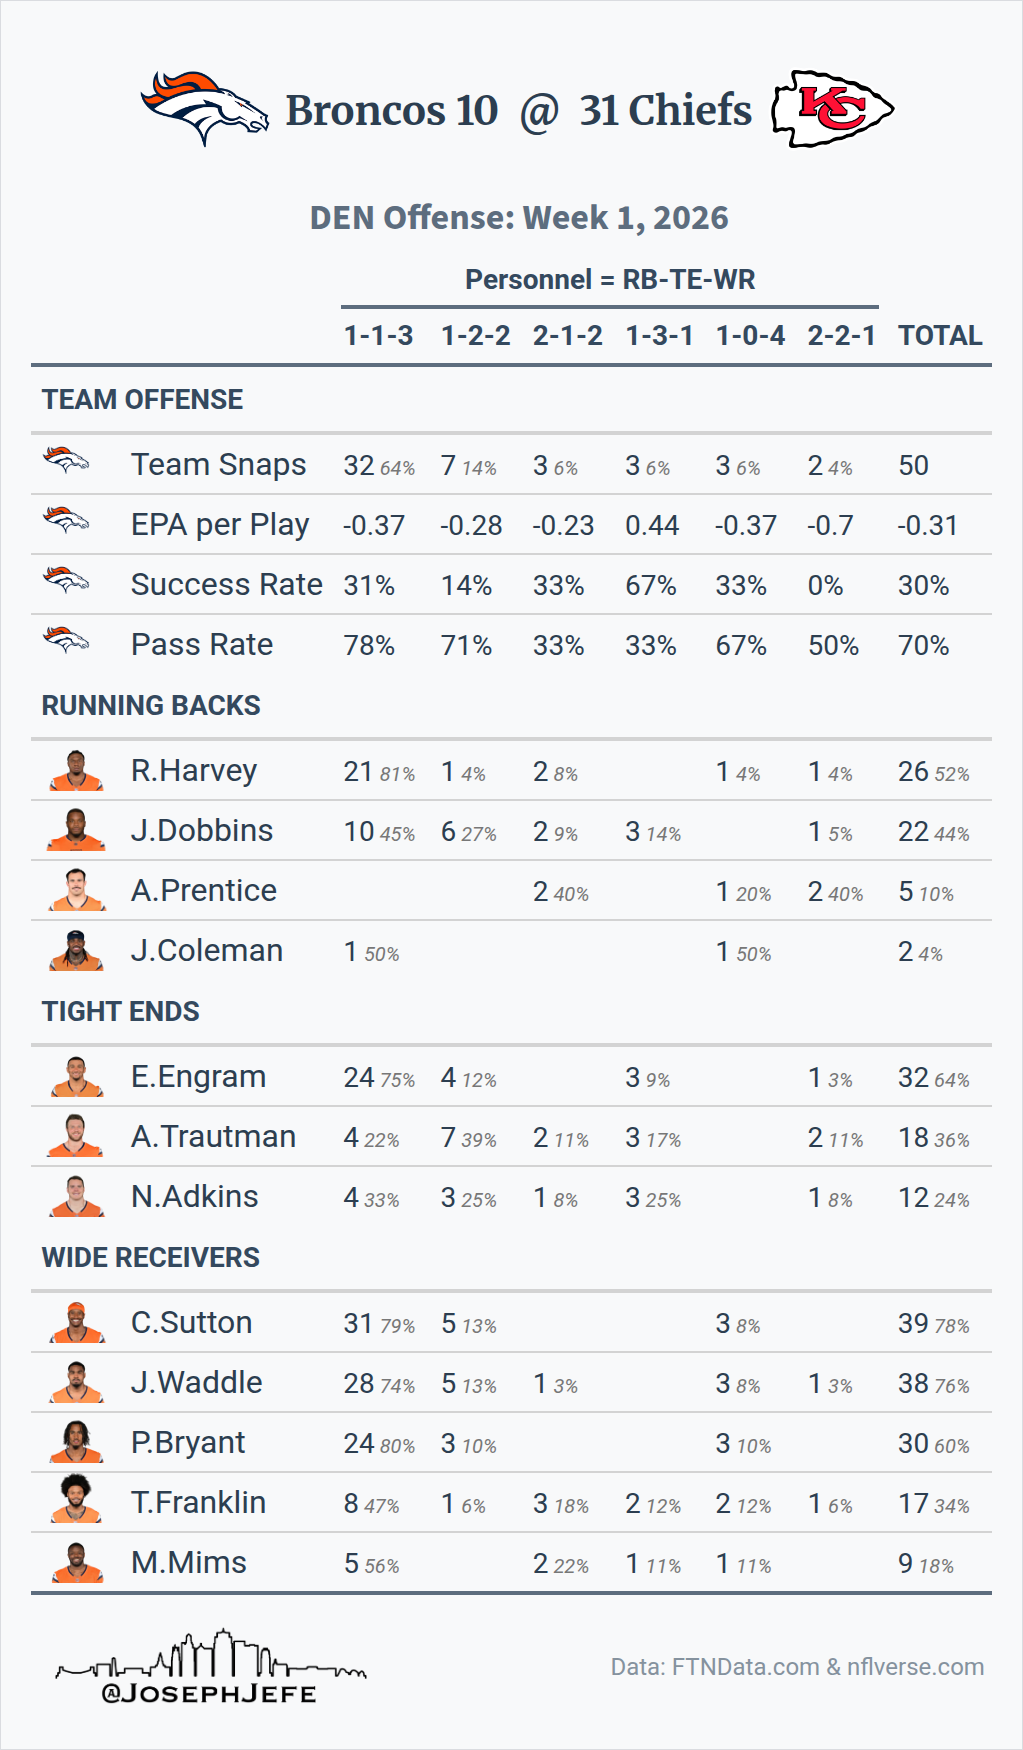 Broncos 10 @ 31 Chiefs
KC
DEN Offense: Week 1, 2026
Personnel = RB-TE-WR
1-1-3 1-2-2 2-1-2 1-3-1 1-0-4 2-2-1 TOTAL
TEAM OFFENSE
Team Snaps 32 64% 7 14% 3 6% 3 6% 3 6% 2 4% 50
EPA per Play -0.37 -0.28 -0.23 0.44 -0.37 -0.7 -0.31
Success Rate 31% 14% 33% 67% 33% 0% 30%
Pass Rate 78% 71% 33% 33% 67% 50% 70%
RUNNING BACKS
R.Harvey 21 81% 1 4% 2 8% 1 4% 1 4% 26 52%
J.Dobbins 10 45% 6 27% 2 9% 3 14% 1 5% 22 44%
A.Prentice 2 40% 1 20% 2 40% 5 10%
J.Coleman 1 50% 1 50% 2 4%
TIGHT ENDS
E.Engram 24 75% 4 12% 3 9% 1 3% 32 64%
A.Trautman 4 22% 7 39% 2 11% 3 17% 2 11% 18 36%
N.Adkins 4 33% 3 25% 1 8% 3 25% 1 8% 12 24%
WIDE RECEIVERS
C.Sutton 31 79% 5 13% 3 8% 39 78%
J.Waddle 28 74% 5 13% 1 3% 3 8% 1 3% 38 76%
P.Bryant 24 80% 3 10% 3 10% 30 60%
T.Franklin 8 47% 1 6% 3 18% 2 12% 2 12% 1 6% 17 34%
M.Mims 5 56% 2 22% 1 11% 1 11% 9 18%
@JosephJefe
Data: FTNData.com & nflverse.com